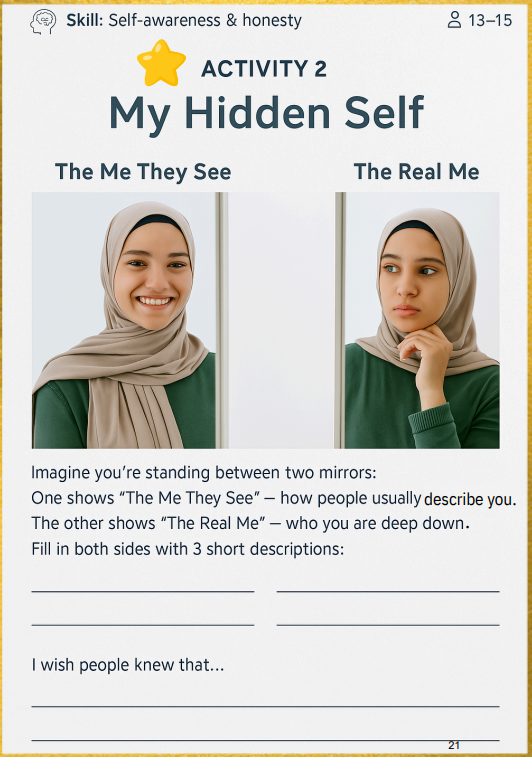 Skill: Self-awareness & honesty
13–15
ACTIVITY 2
My Hidden Self
The Me They See
The Real Me
Imagine you’re standing between two mirrors:
One shows “The Me They See” – how people usually describe you.
The other shows “The Real Me” – who you are deep down.
Fill in both sides with 3 short descriptions:
I wish people knew that...
21